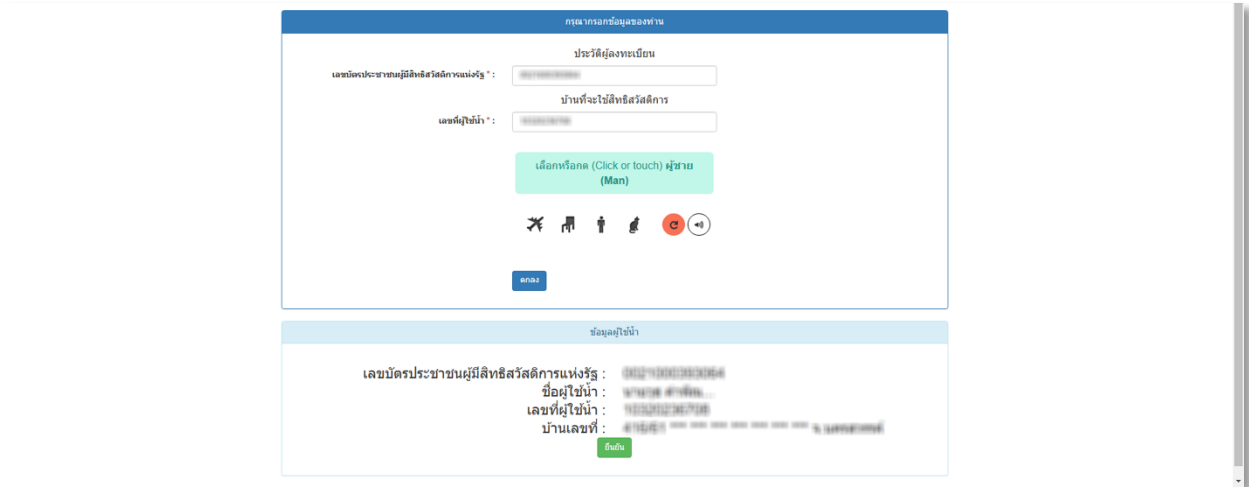 กรุณากรอกข้อมูลของท่าน
ประวัติผู้ลงทะเบียน
เลขบัตรประชาชนผู้มีสิทธิสวัสดิการแห่งรัฐ * :
บ้านที่จะใช้สิทธิสวัสดิการ
เลขที่ผู้ใช้น้ำ * :
เลือกหรือกด (Click or touch) ผู้ชาย
(Man)
ตกลง
ข้อมูลผู้ใช้น้ำ
เลขบัตรประชาชนผู้มีสิทธิสวัสดิการแห่งรัฐ :
ชื่อผู้ใช้น้ำ :
เลขที่ผู้ใช้น้ำ :
บ้านเลขที่ :
ยืนยัน